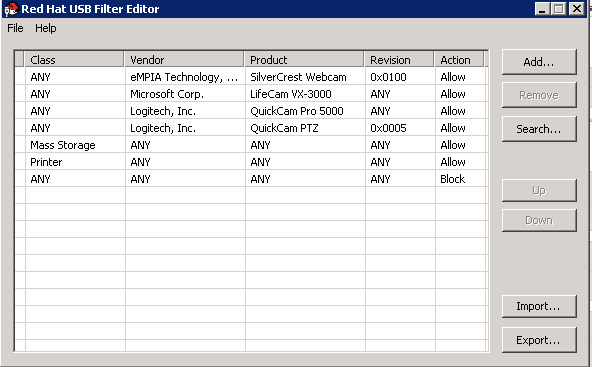 Red Hat USB Filter Editor
File Help
Class Vendor Product Revision Action
ANY eMPIA Technology, ... SilverCrest Webcam 0x0100 Allow
ANY Microsoft Corp. LifeCam VX-3000 ANY Allow
ANY Logitech, Inc. QuickCam Pro 5000 ANY Allow
ANY Logitech, Inc. QuickCam PTZ 0x0005 Allow
Mass Storage ANY ANY ANY Allow
Printer ANY ANY ANY Allow
ANY ANY ANY ANY Block
Add...
Remove
Search...
Up
Down
Import...
Export...